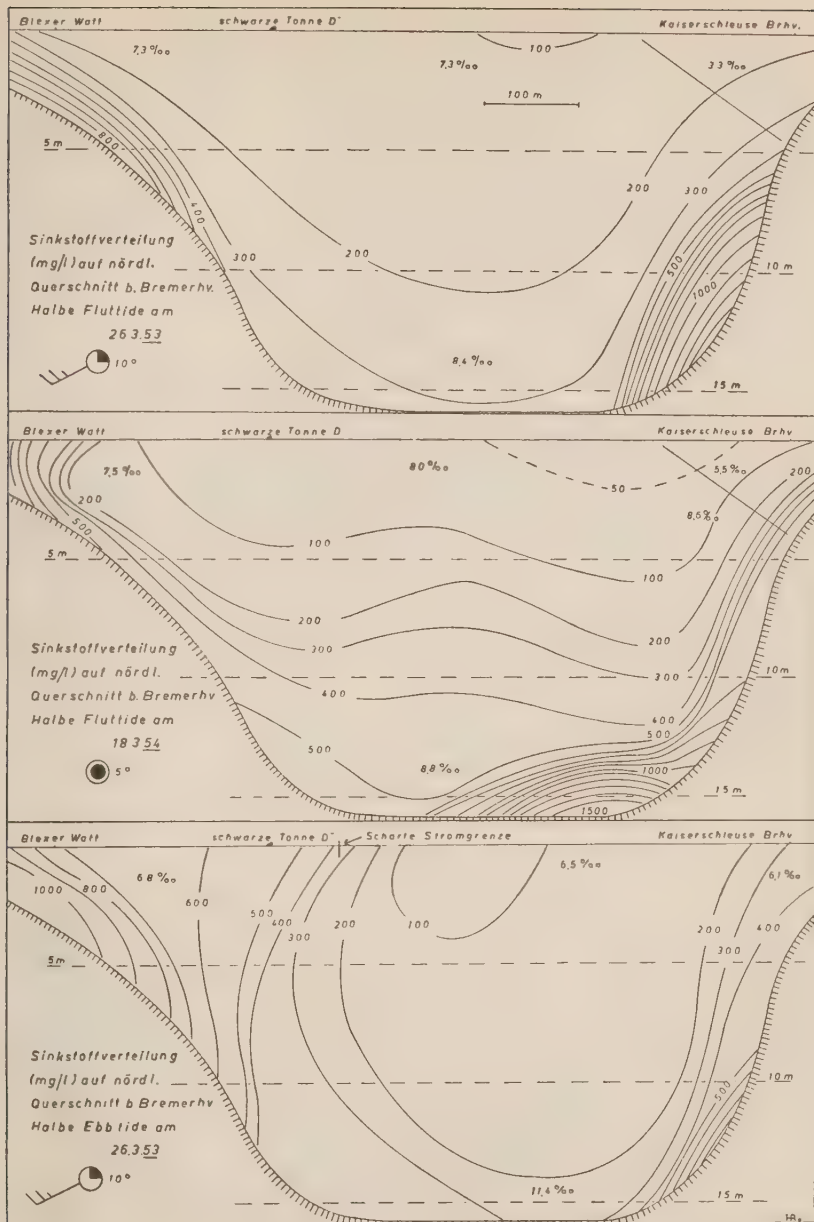 Blexer Watt schwarze Tonne D Kaiserschleuse Brhv.
7,3‰ 100 7,3‰ 33‰
100 m
5 m 800
200 300
400
Sinkstoffverteilung
(mg/l) auf nördl. 300 200 500 10 m
Querschnitt b. Bremerhv. 1000
Halbe Fluttide am
26.3.53
10° 8,4‰ 15 m
Blexer Watt schwarze Tonne D Kaiserschleuse Brhv
7,5‰ 80‰ 50 5,5‰ 200
200 8,6‰
500 100
5 m 100
200 200
Sinkstoffverteilung 300 300
(mg/l) auf nördl. 10 m
Querschnitt b. Bremerhv 400 400
Halbe Fluttide am 500
18 3.54 500
5° 8,8‰ 1000
15 m
1500
Blexer Watt schwarze Tonne D Scharfe Stromgrenze Kaiserschleuse Brhv
1000 800 6,8‰ 600 6,5‰ 6,1‰
500 400 300 200 100 200 300 400
5 m
Sinkstoffverteilung
(mg/l) auf nördl. 10 m
Querschnitt b Bremerhv 500
Halbe Ebbtide am
26.3.53
10° 11,4‰ 15 m